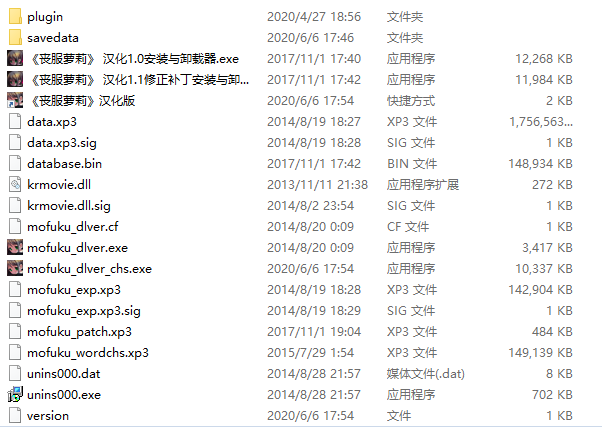 plugin 2020/4/27 18:56 文件夹
savedata 2020/6/6 17:46 文件夹
《丧服萝莉》 汉化1.0安装与卸载器.exe 2017/11/1 17:40 应用程序 12,268 KB
《丧服萝莉》 汉化1.1修正补丁安装与卸... 2017/11/1 17:42 应用程序 11,984 KB
《丧服萝莉》汉化版 2020/6/6 17:54 快捷方式 2 KB
data.xp3 2014/8/19 18:27 XP3 文件 1,756,563...
data.xp3.sig 2014/8/19 18:28 SIG 文件 1 KB
database.bin 2017/11/1 17:42 BIN 文件 148,934 KB
krmovie.dll 2013/11/11 21:38 应用程序扩展 272 KB
krmovie.dll.sig 2014/8/2 23:54 SIG 文件 1 KB
mofuku_dlver.cf 2014/8/20 0:09 CF 文件 1 KB
mofuku_dlver.exe 2014/8/20 0:09 应用程序 3,417 KB
mofuku_dlver_chs.exe 2020/6/6 17:54 应用程序 10,337 KB
mofuku_exp.xp3 2014/8/19 18:28 XP3 文件 142,904 KB
mofuku_exp.xp3.sig 2014/8/19 18:29 SIG 文件 1 KB
mofuku_patch.xp3 2017/11/1 19:04 XP3 文件 484 KB
mofuku_wordchs.xp3 2015/7/29 1:54 XP3 文件 149,139 KB
unins000.dat 2014/8/28 21:57 媒体文件(.dat) 8 KB
unins000.exe 2014/8/28 21:57 应用程序 702 KB
version 2020/6/6 17:54 文件 1 KB